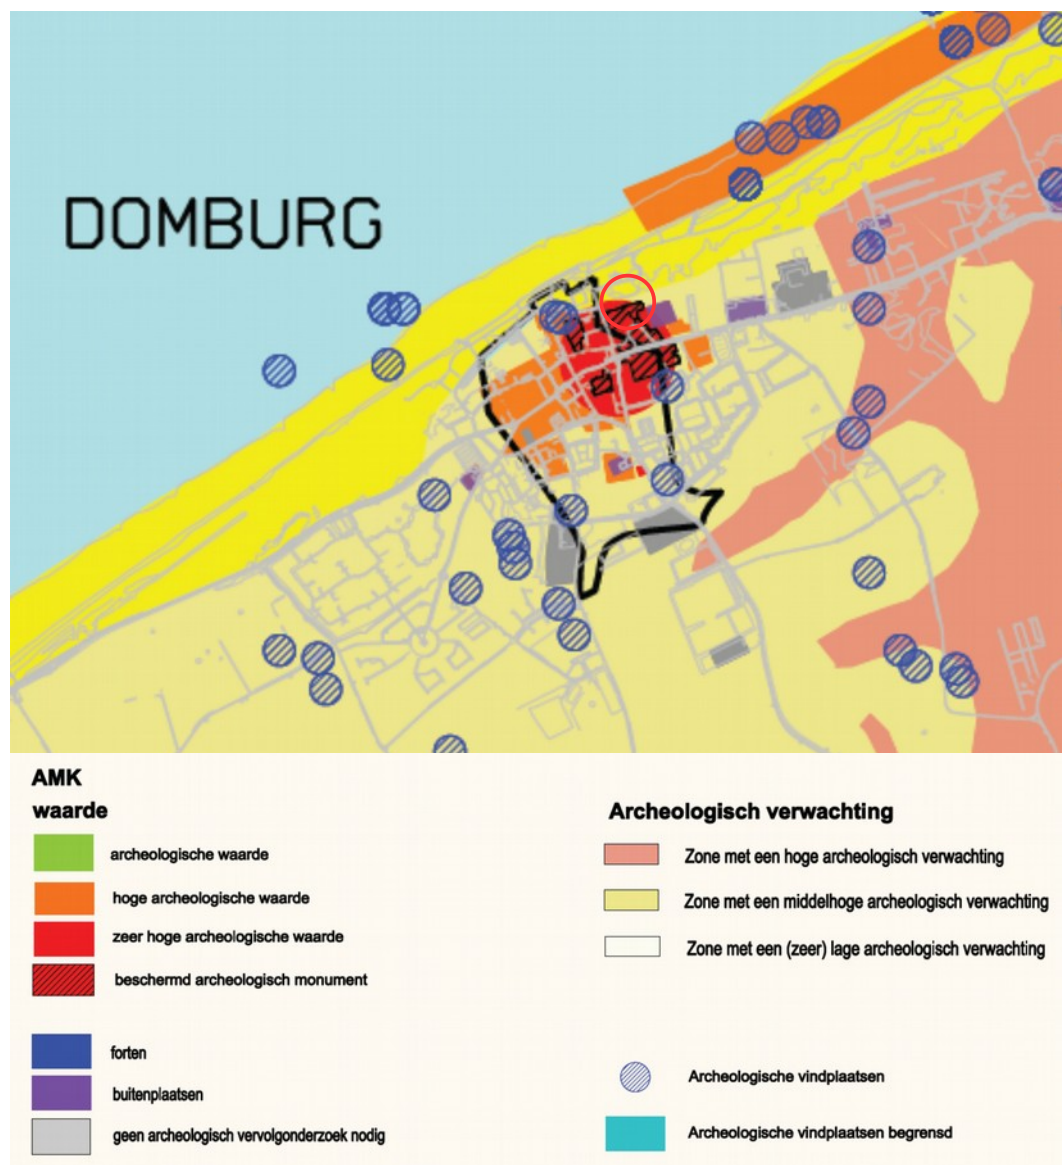 DOMBURG
AMK
waarde
archeologische waarde
hoge archeologische waarde
zeer hoge archeologische waarde
beschermd archeologisch monument
forten
buitenplaatsen
geen archeologisch vervolgonderzoek nodig
Archeologisch verwachting
Zone met een hoge archeologisch verwachting
Zone met een middelhoge archeologisch verwachting
Zone met een (zeer) lage archeologisch verwachting
Archeologische vindplaatsen
Archeologische vindplaatsen begrensd